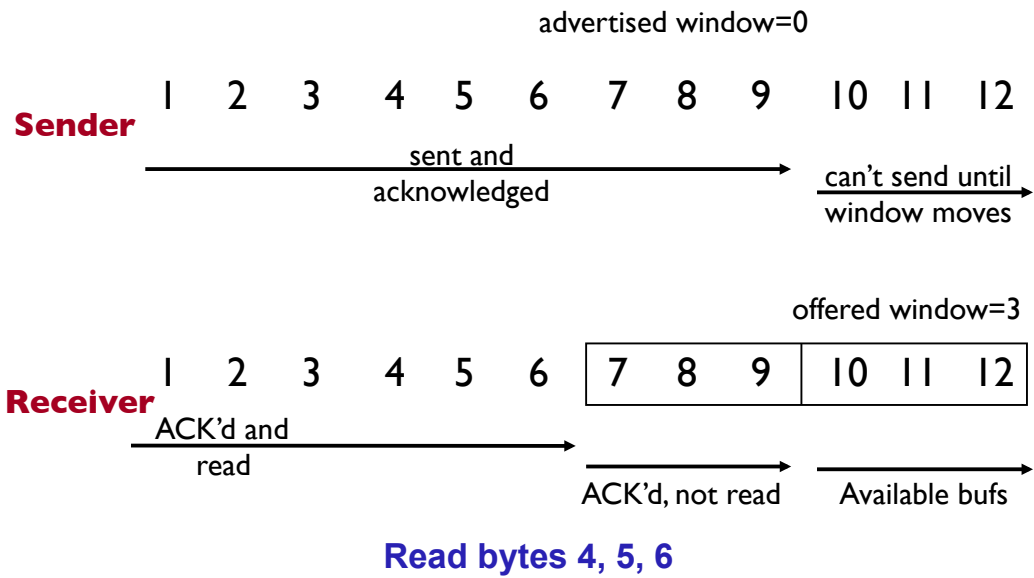 advertised window=0
1 2 3 4 5 6 7 8 9 10 11 12
Sender
sent and
acknowledged
can't send until
window moves
offered window=3
1 2 3 4 5 6 7 8 9 10 11 12
Receiver
ACK'd and
read
ACK'd, not read
Available bufs
Read bytes 4, 5, 6